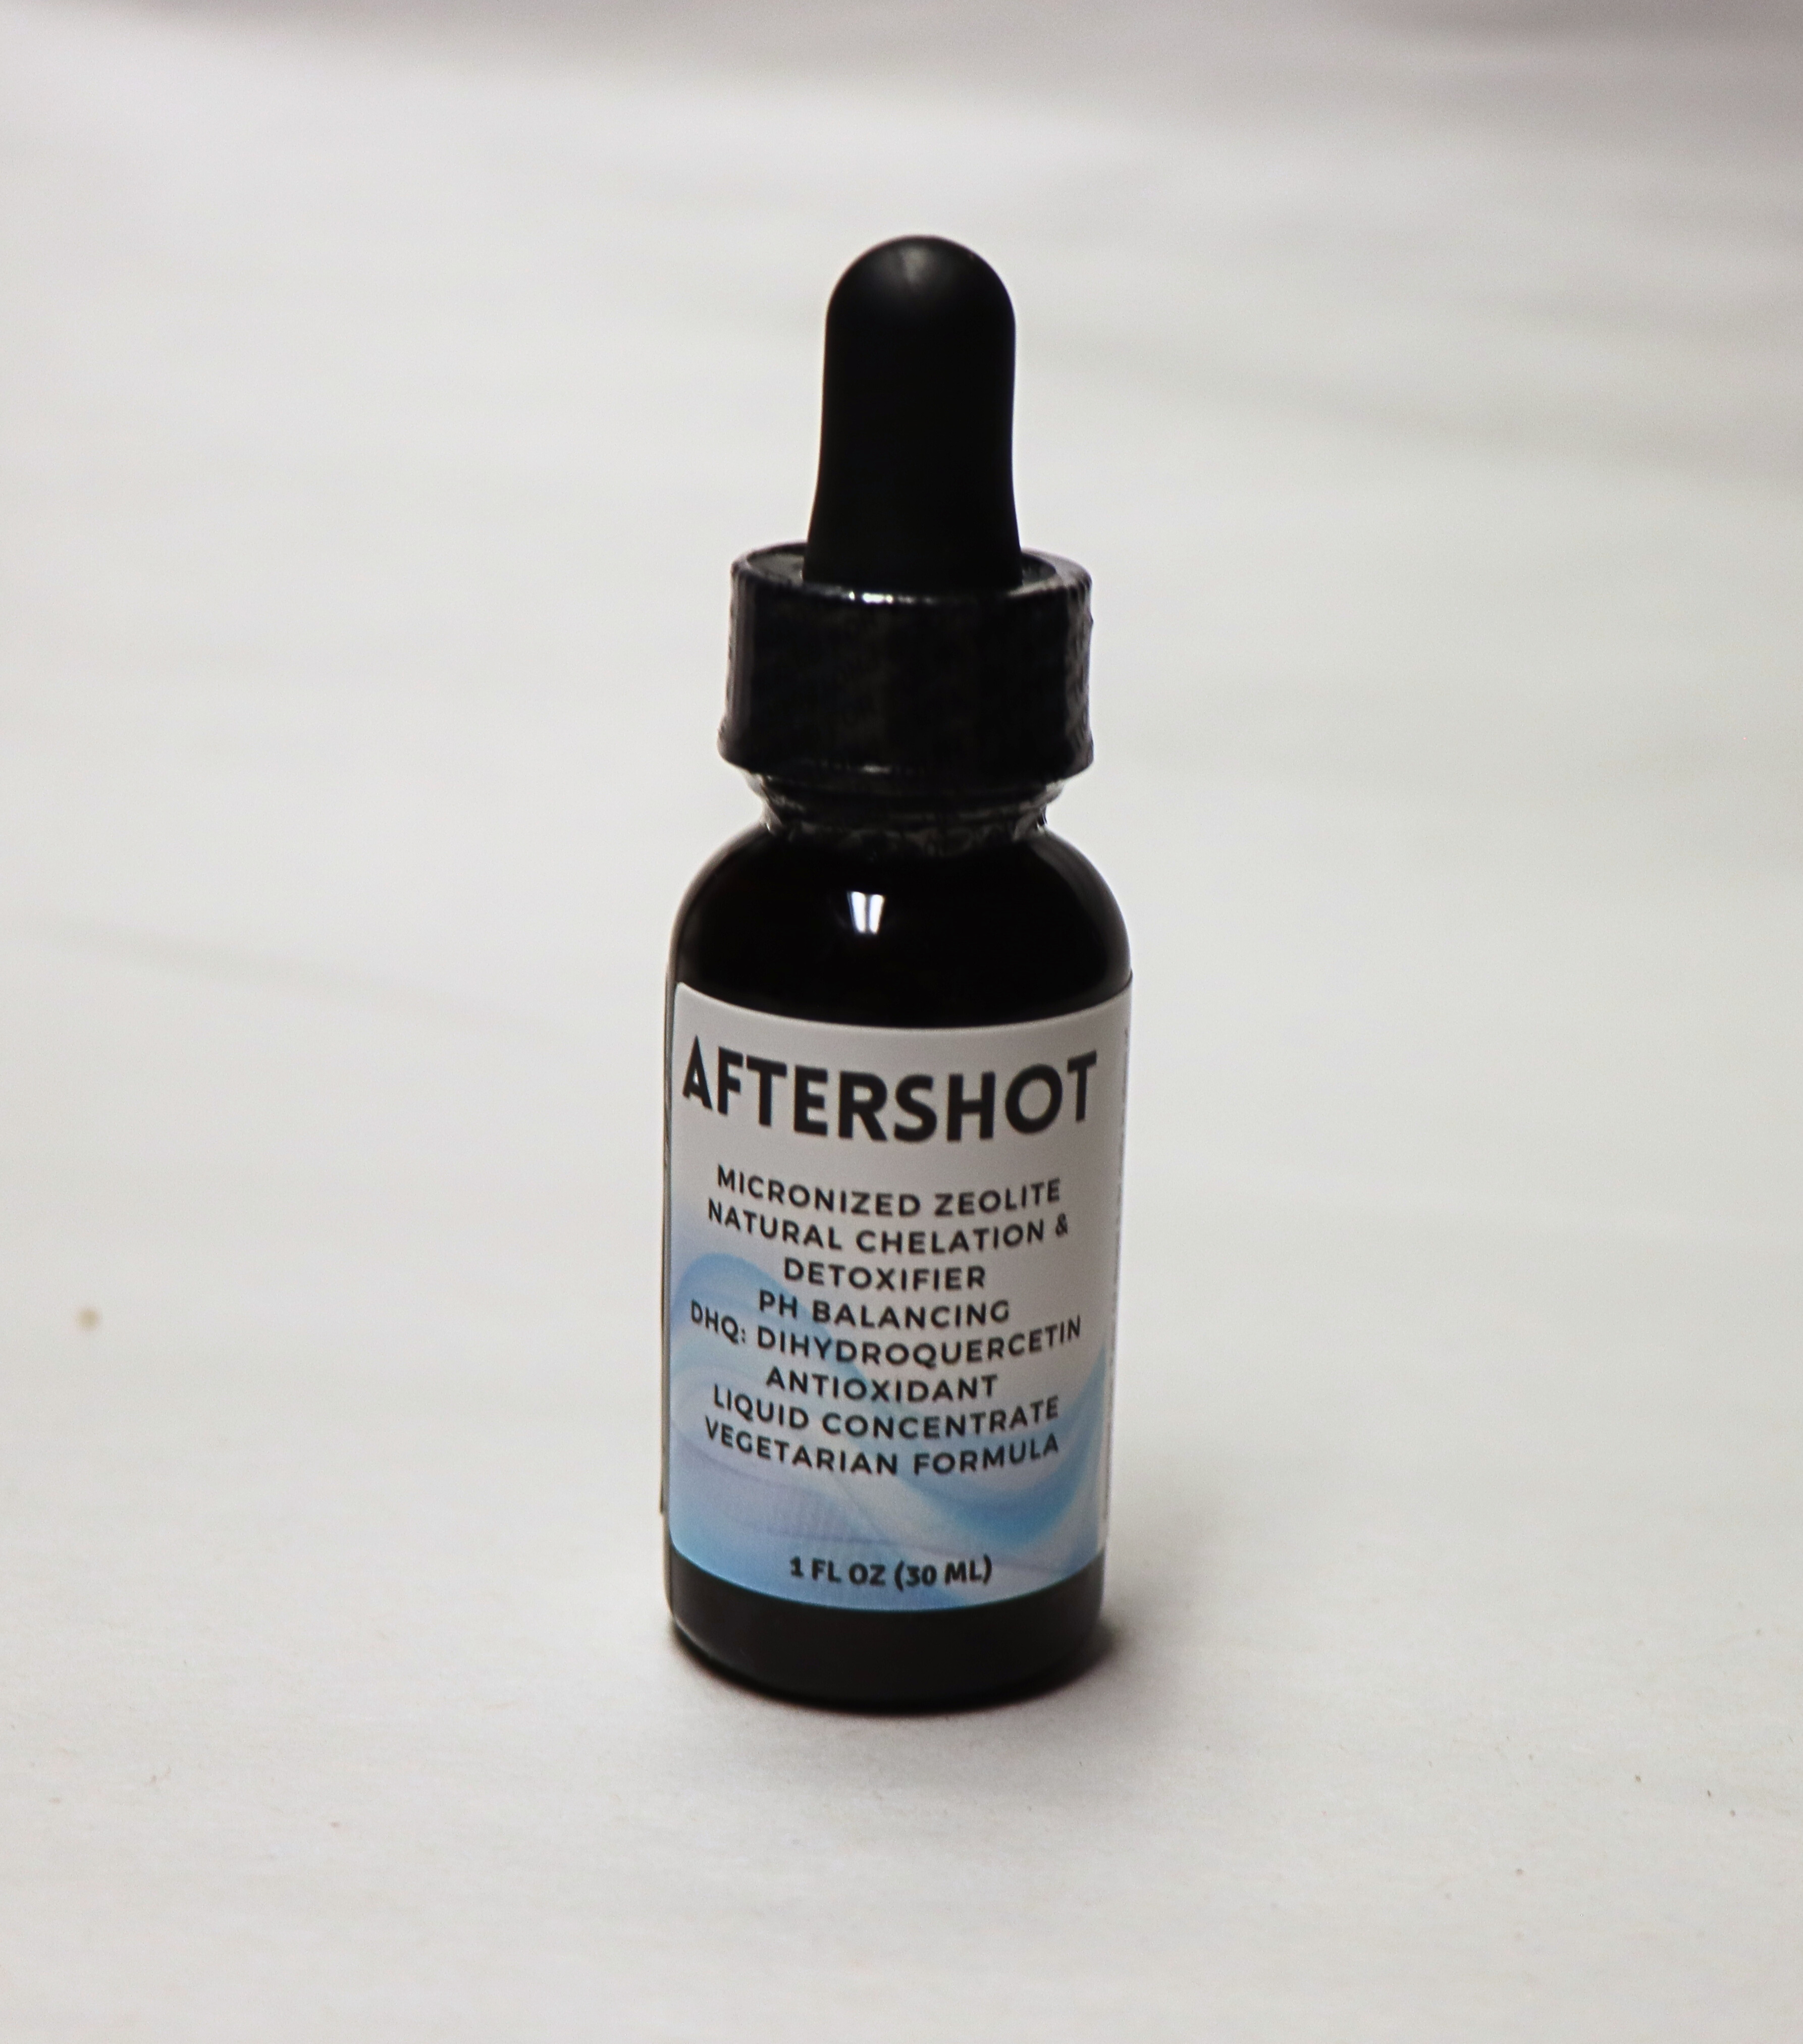 AFTERSHOT
MICRONIZED ZEOLITE
NATURAL CHELATION &
DETOXIFIER
PH BALANCING
DHQ: DIHYDROQUERCETIN
ANTIOXIDANT
LIQUID CONCENTRATE
VEGETARIAN FORMULA
1 FL OZ (30 ML)